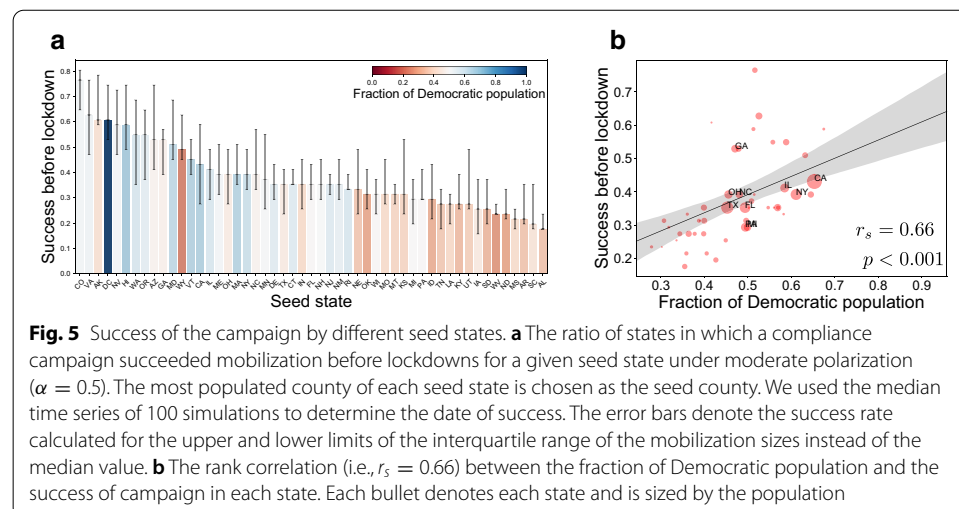 a
b
Success before lockdown
0.8
0.7
0.6
0.5
0.4
0.3
0.2
0.1
0.0
0.0 0.2 0.4 0.6 0.8 1.0
Fraction of Democratic population
CO VA AK DC NV HI WA OR AZ GA MD WY VT CA IL ME OH MA NY NC MN DE TX CT IN FL NH NJ NM RI NE OK WI MO MT KS MI PA ID TN LA KY UT IA SD WV ND MS AR SC AL
Seed state
Success before lockdown
0.7
0.6
0.5
0.4
0.3
0.2
GA
CA
IL
NY
OH NC
TX FL
rs = 0.66
p < 0.001
0.3 0.4 0.5 0.6 0.7 0.8 0.9
Fraction of Democratic population
Fig. 5 Success of the campaign by different seed states. a The ratio of states in which a compliance
campaign succeeded mobilization before lockdowns for a given seed state under moderate polarization
(α = 0.5). The most populated county of each seed state is chosen as the seed county. We used the median
time series of 100 simulations to determine the date of success. The error bars denote the success rate
calculated for the upper and lower limits of the interquartile range of the mobilization sizes instead of the
median value. b The rank correlation (i.e., rs = 0.66) between the fraction of Democratic population and the
success of campaign in each state. Each bullet denotes each state and is sized by the population